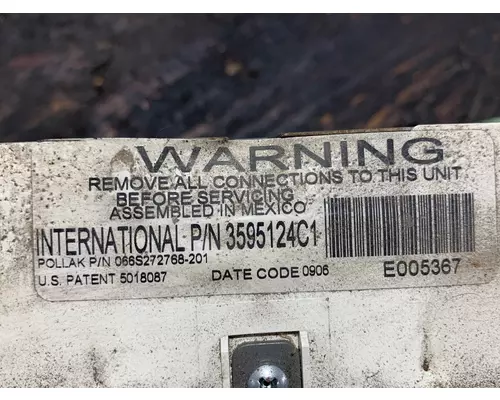 WARNING
REMOVE ALL CONNECTIONS TO THIS UNIT
BEFORE SERVICING
ASSEMBLED IN MEXICO
INTERNATIONAL P/N 3595124C1
POLLAK P/N 066S272768-201
U.S. PATENT 5018087 DATE CODE 0906 E005367